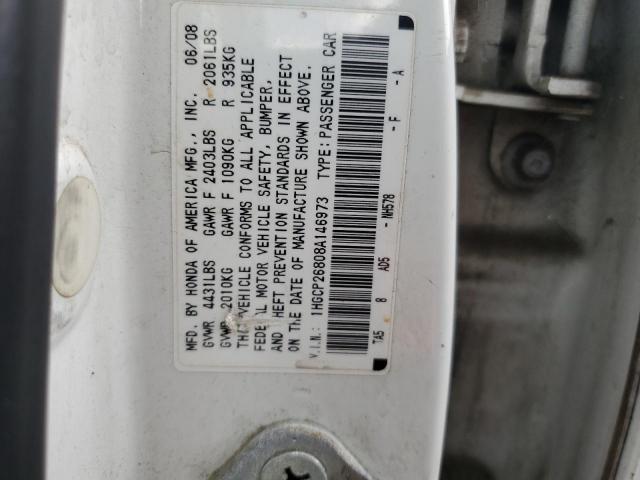 MFD. BY HONDA OF AMERICA MFG., INC. 06/08
GVWR 4431LBS GAWR F 2403LBS R 2061LBS
GVWR 2010KG GAWR F 1090KG R 935KG
THIS VEHICLE CONFORMS TO ALL APPLICABLE
FEDERAL MOTOR VEHICLE SAFETY, BUMPER,
AND THEFT PREVENTION STANDARDS IN EFFECT
ON THE DATE OF MANUFACTURE SHOWN ABOVE.
V.I.N.: 1HGCP26808A146973 TYPE: PASSENGER CAR
TA5 8 AD5 - NH578 - F - A